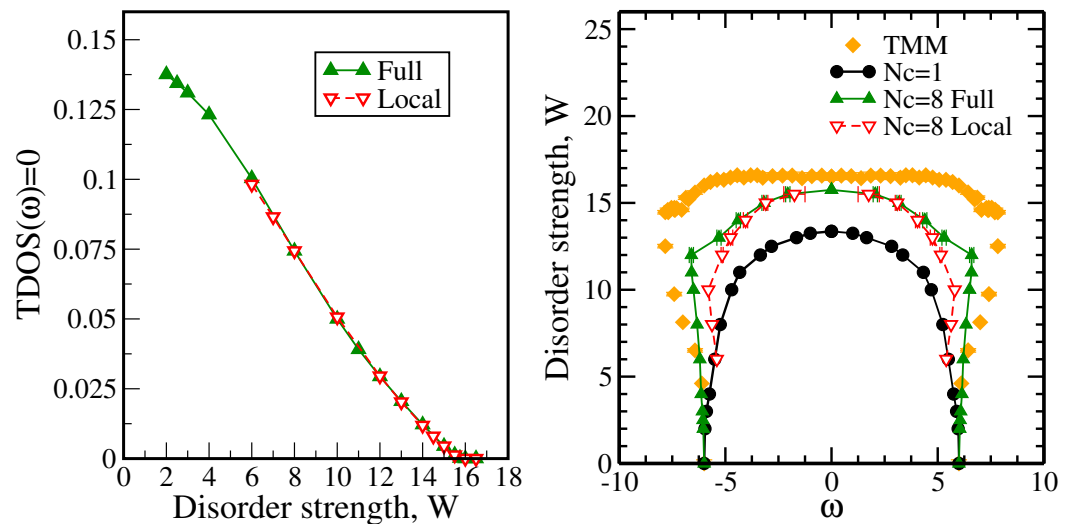 TDOS(ω)=0
0.15
0.125
0.1
0.075
0.05
0.025
0
Full
Local
0 2 4 6 8 10 12 14 16 18
Disorder strength, W
Disorder strength, W
25
20
15
10
5
0
TMM
Nc=1
Nc=8 Full
Nc=8 Local
-10 -5 0 5 10
ω